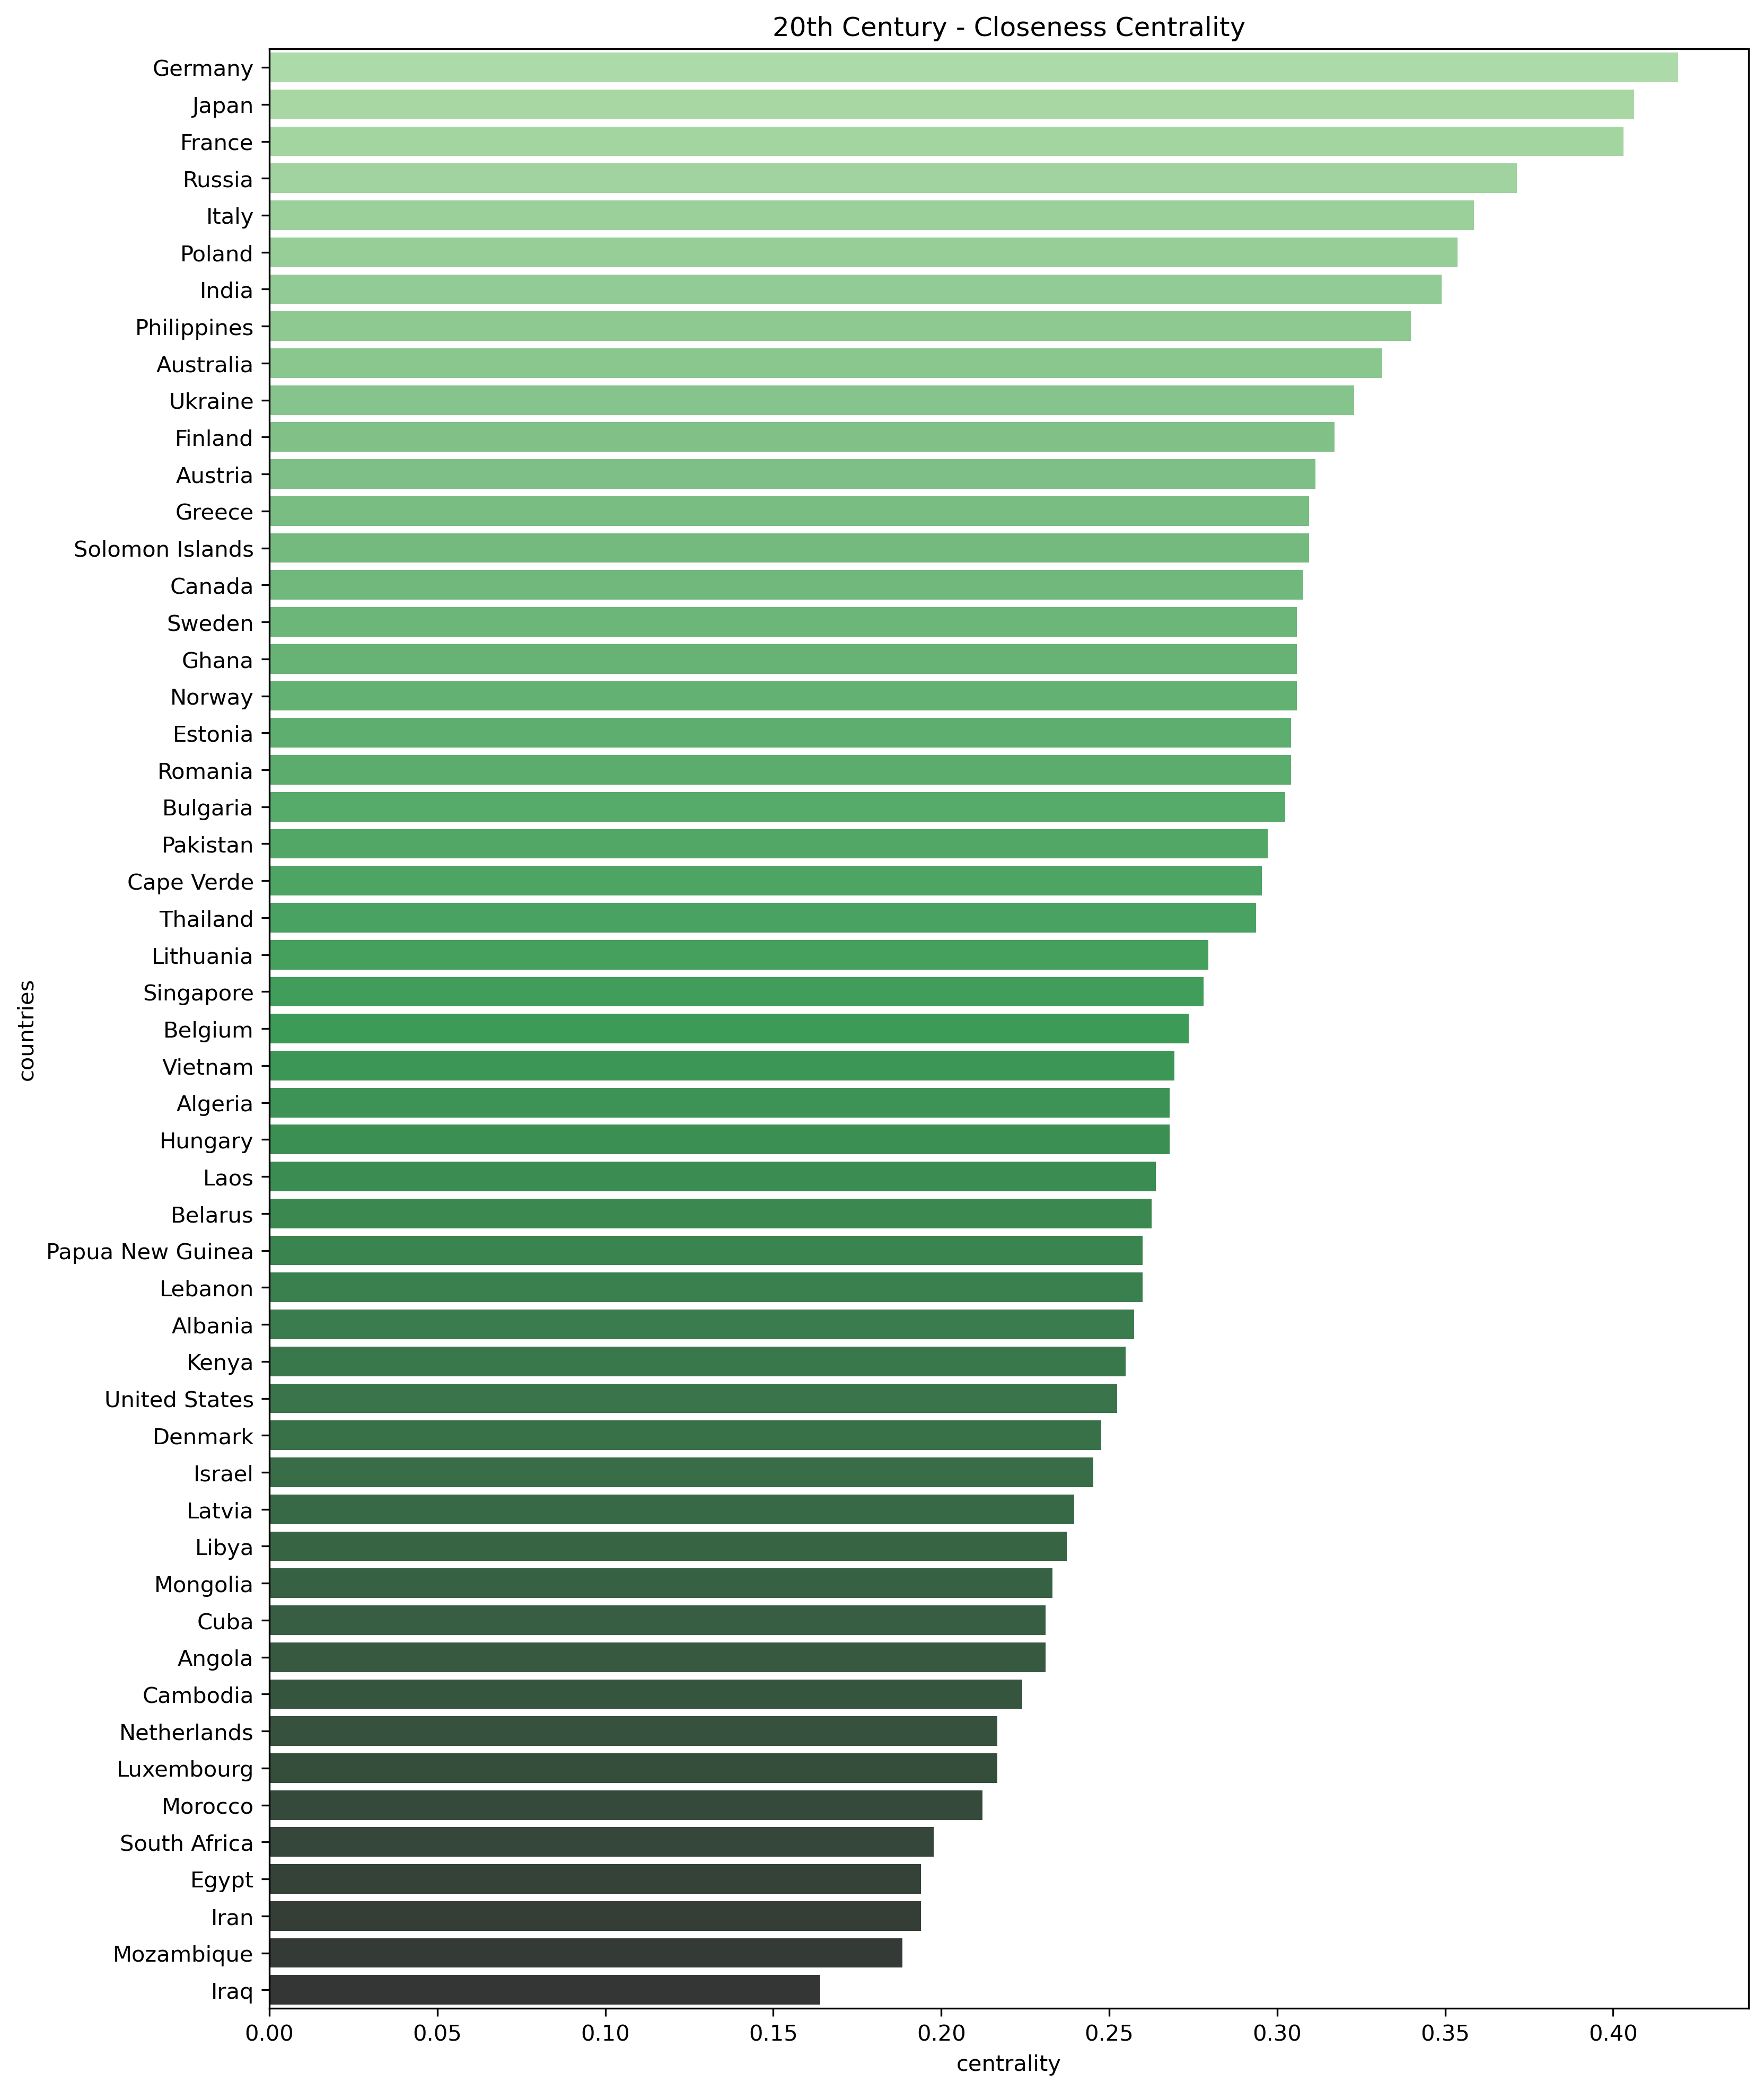 20th Century - Closeness Centrality
Germany
Japan
France
Russia
Italy
Poland
India
Philippines
Australia
Ukraine
Finland
Austria
Greece
Solomon Islands
Canada
Sweden
Ghana
Norway
Estonia
Romania
Bulgaria
Pakistan
Cape Verde
Thailand
Lithuania
Singapore
Belgium
Vietnam
Algeria
Hungary
Laos
Belarus
Papua New Guinea
Lebanon
Albania
Kenya
United States
Denmark
Israel
Latvia
Libya
Mongolia
Cuba
Angola
Cambodia
Netherlands
Luxembourg
Morocco
South Africa
Egypt
Iran
Mozambique
Iraq
countries
0.00 0.05 0.10 0.15 0.20 0.25 0.30 0.35 0.40
centrality